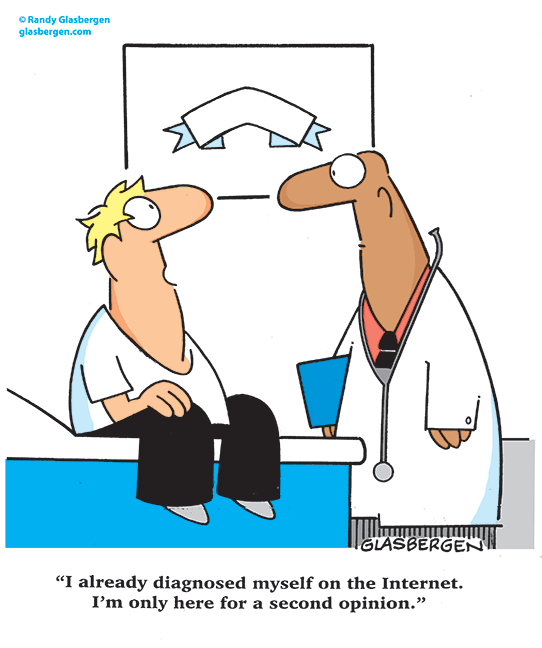 © Randy Glasbergen
glasbergen.com
GLASBERGEN
“I already diagnosed myself on the Internet.
I’m only here for a second opinion.”